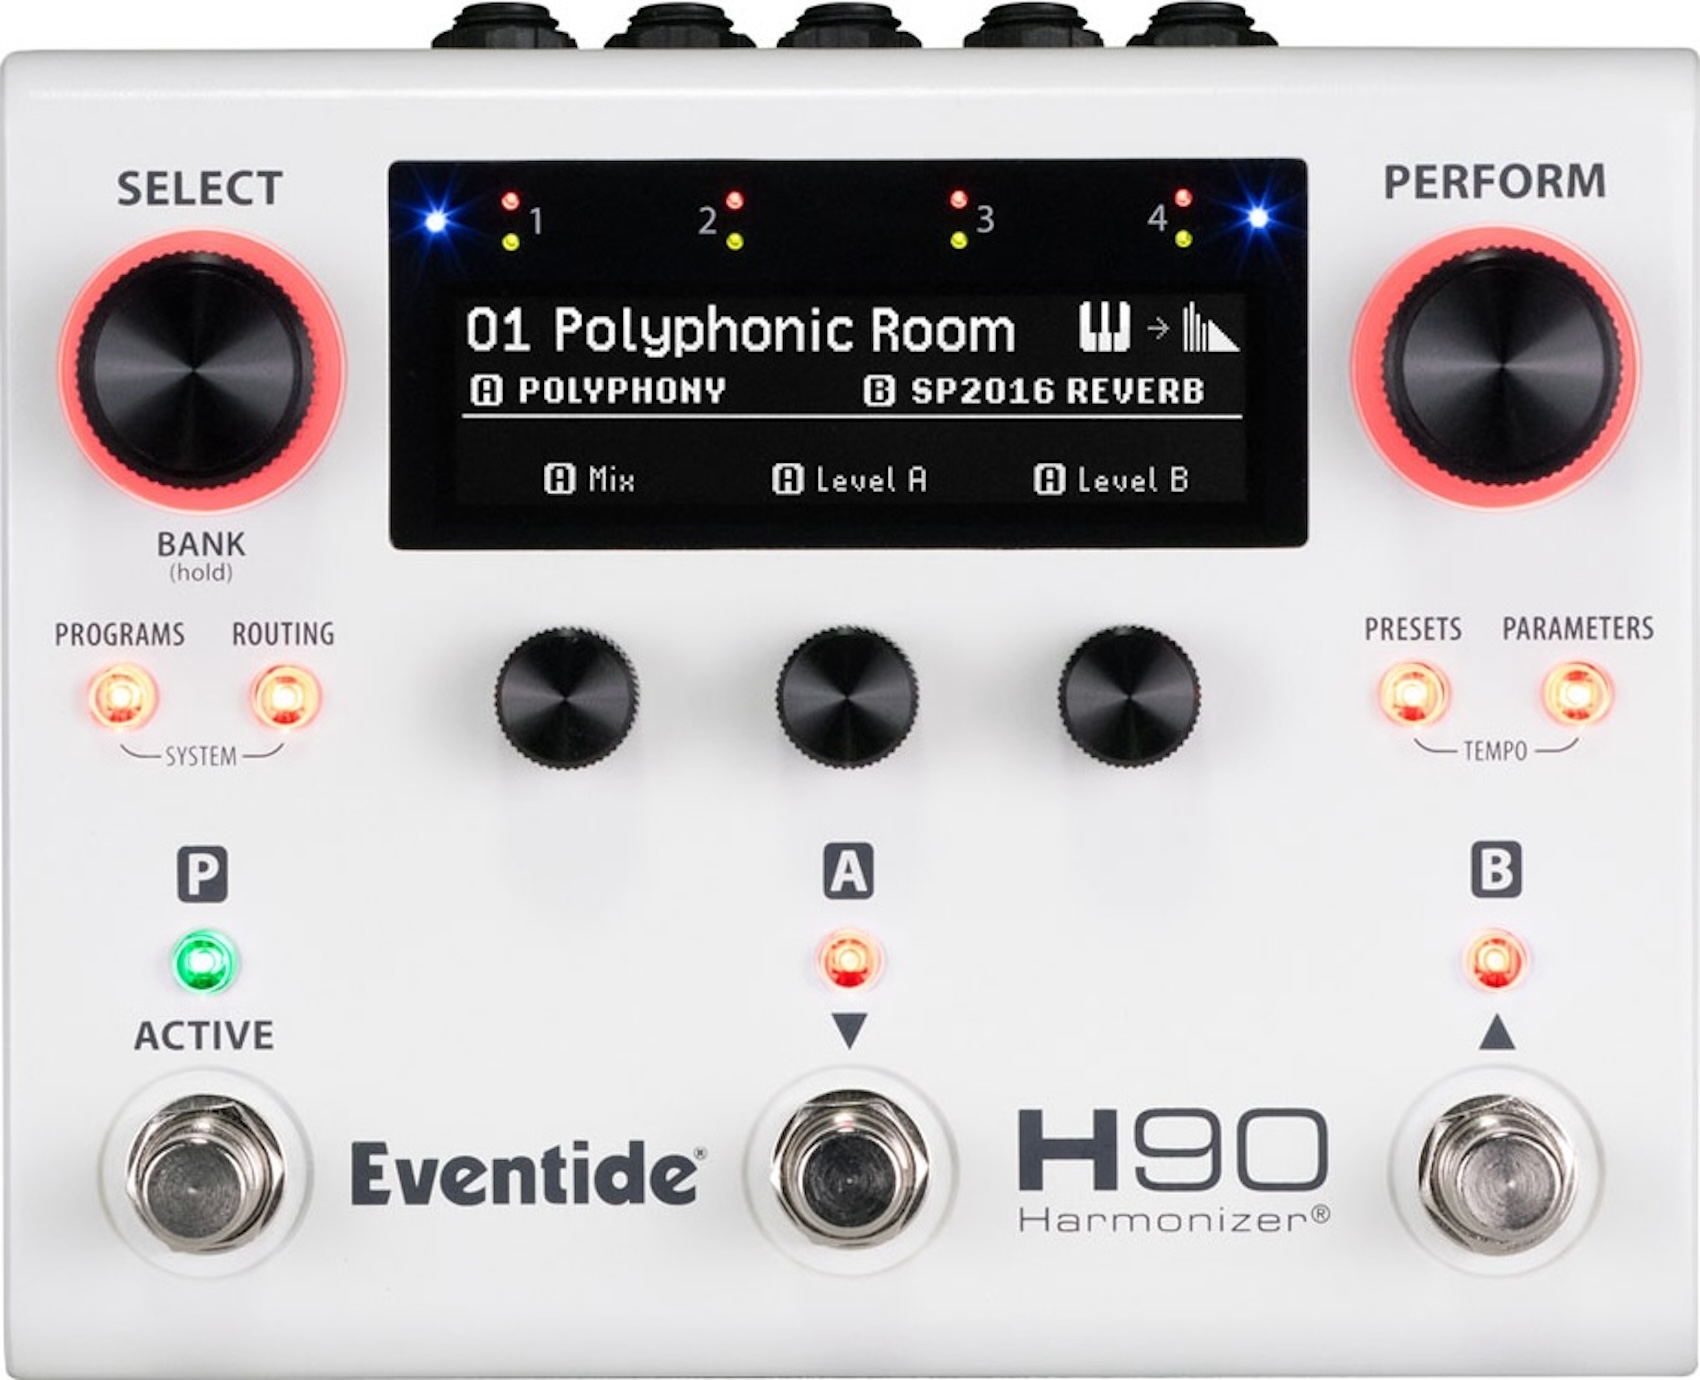 SELECT
PERFORM
1
2
3
4
01 Polyphonic Room
A POLYPHONY
B SP2016 REVERB
A Mix
A Level A
A Level B
BANK
(hold)
PROGRAMS
ROUTING
SYSTEM
PRESETS
PARAMETERS
TEMPO
P
A
B
ACTIVE
Eventide®
H90
Harmonizer®